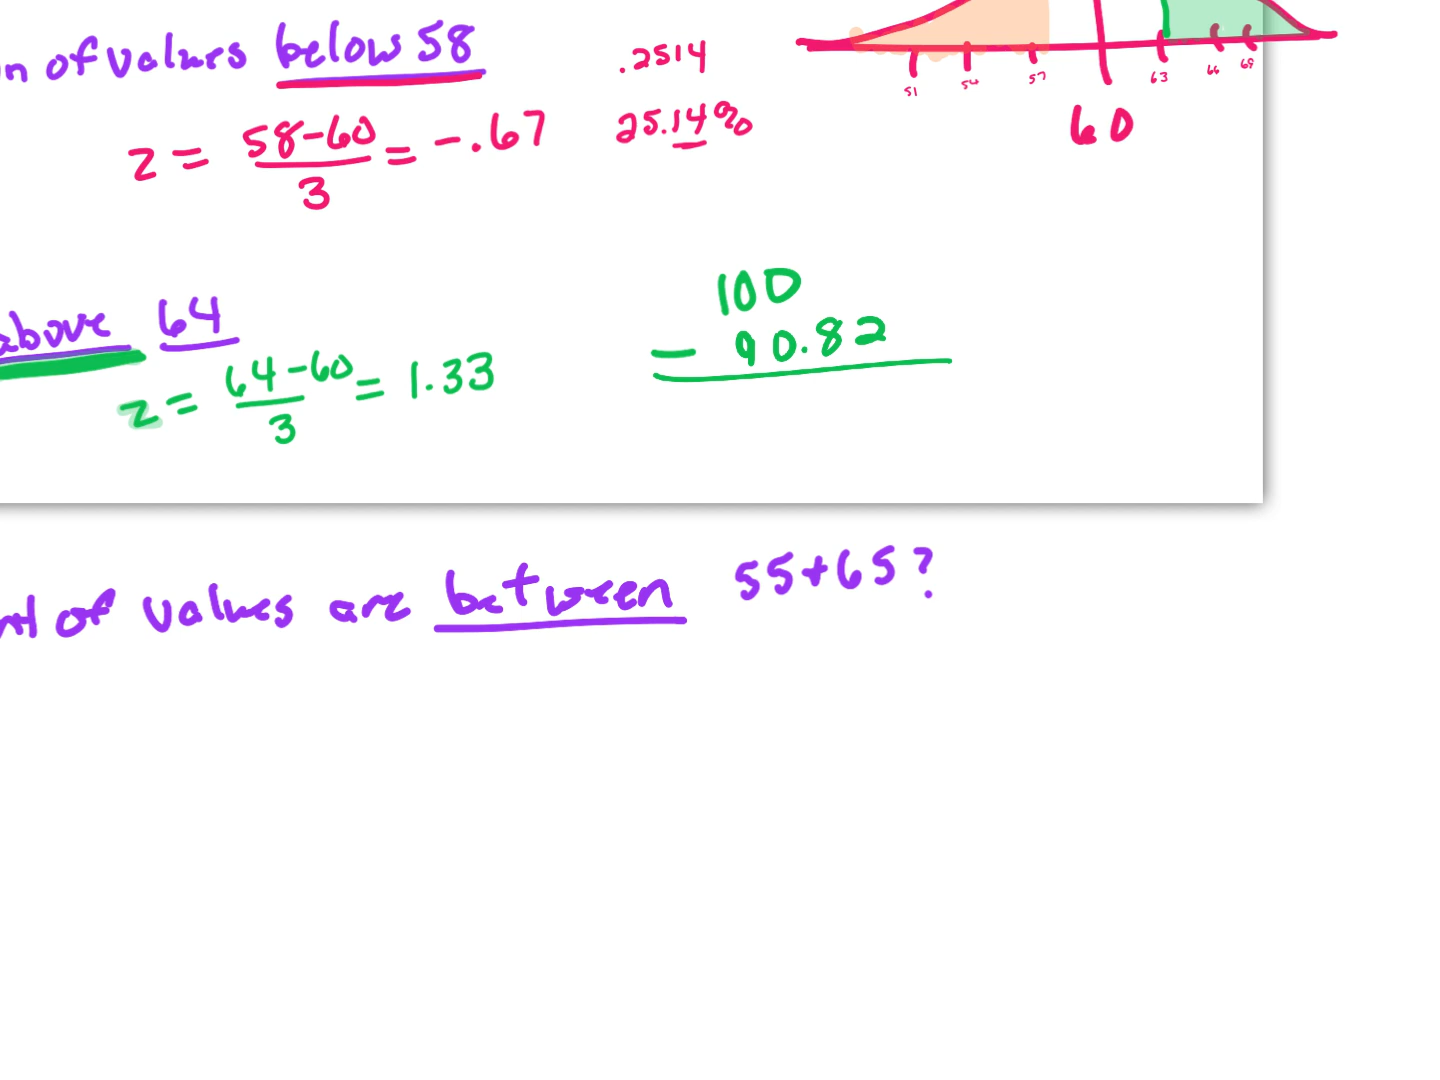 n of values below 58
.2514
z = 58-60 / 3 = -.67
25.14%
51 54 57 63 66 69
60
above 64
z = 64-60 / 3 = 1.33
100
- 90.82
nt of values are between 55+65?